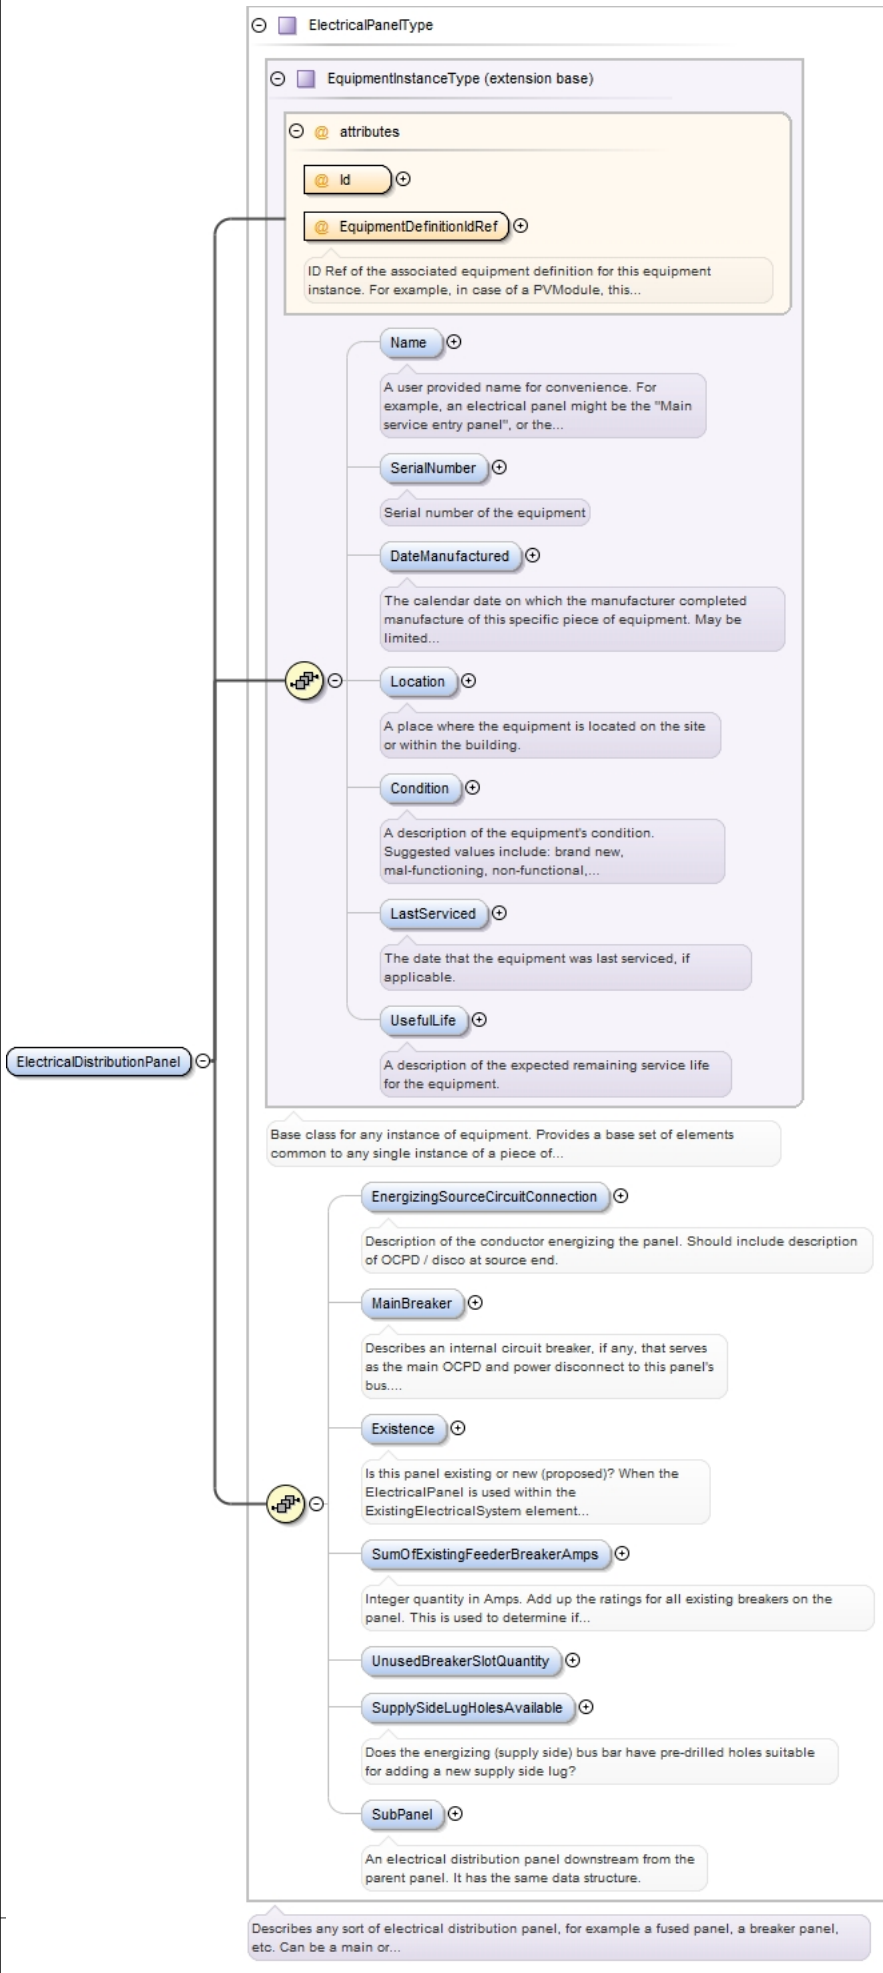 ElectricalPanelType
EquipmentInstanceType (extension base)
@ attributes
@ Id
@ EquipmentDefinitionIdRef
ID Ref of the associated equipment definition for this equipment
instance. For example, in case of a PVModule, this...
Name
A user provided name for convenience. For
example, an electrical panel might be the "Main
service entry panel", or the...
SerialNumber
Serial number of the equipment
DateManufactured
The calendar date on which the manufacturer completed
manufacture of this specific piece of equipment. May be
limited...
Location
A place where the equipment is located on the site
or within the building.
Condition
A description of the equipment's condition.
Suggested values include: brand new,
mal-functioning, non-functional,...
LastServiced
The date that the equipment was last serviced, if
applicable.
UsefulLife
A description of the expected remaining service life
for the equipment.
ElectricalDistributionPanel
Base class for any instance of equipment. Provides a base set of elements
common to any single instance of a piece of...
EnergizingSourceCircuitConnection
Description of the conductor energizing the panel. Should include description
of OCPD / disco at source end.
MainBreaker
Describes an internal circuit breaker, if any, that serves
as the main OCPD and power disconnect to this panel's
bus....
Existence
Is this panel existing or new (proposed)? When the
ElectricalPanel is used within the
ExistingElectricalSystem element...
SumOfExistingFeederBreakerAmps
Integer quantity in Amps. Add up the ratings for all existing breakers on the
panel. This is used to determine if...
UnusedBreakerSlotQuantity
SupplySideLugHolesAvailable
Does the energizing (supply side) bus bar have pre-drilled holes suitable
for adding a new supply side lug?
SubPanel
An electrical distribution panel downstream from the
parent panel. It has the same data structure.
Describes any sort of electrical distribution panel, for example a fused panel, a breaker panel,
etc. Can be a main or...